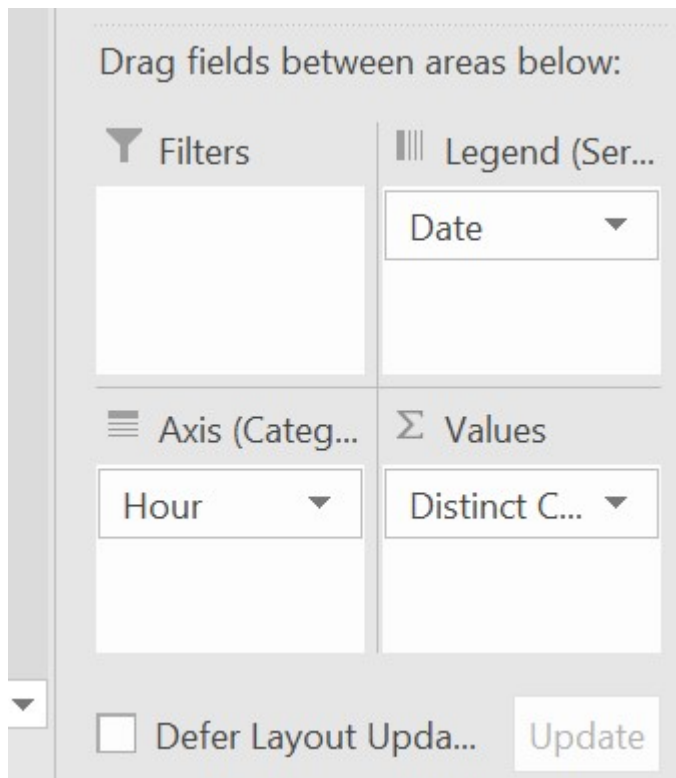 Drag fields between areas below:
Filters
Legend (Ser...
Date
Axis (Categ...
Σ Values
Hour
Distinct C...
Defer Layout Upda...
Update